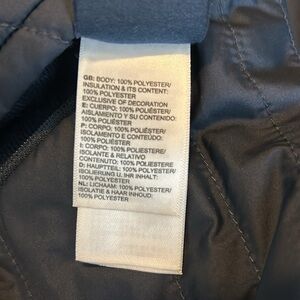 GB: BODY: 100% POLYESTER/
INSULATION & ITS CONTENT:
100% POLYESTER
EXCLUSIVE OF DECORATION
E: CUERPO: 100% POLIÉSTER/
AISLAMIENTO Y SU CONTENIDO:
100% POLIÉSTER
P: CORPO: 100% POLIÉSTER/
ISOLAMENTO E CONTEÚDO:
100% POLIÉSTER
I: CORPO: 100% POLIESTERE/
ISOLANTE & RELATIVO
CONTENUTO: 100% POLIESTERE
D: HAUPTTEIL: 100% POLYESTER/
ISOLIERUNG U. IHR INHALT:
100% POLYESTER
NL: LICHAAM: 100% POLYESTER/
ISOLATIE & HAAR INHOUD:
100% POLYESTER